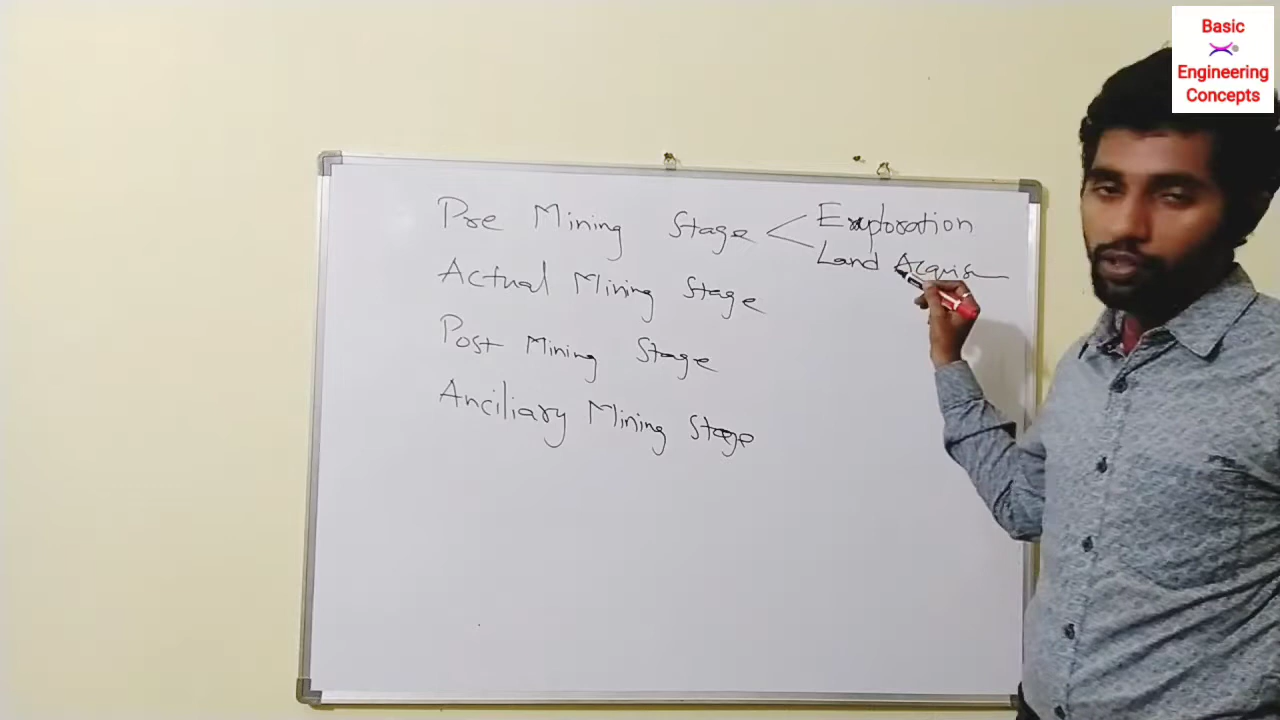 Basic
Engineering
Concepts
Pre Mining Stage < Exploration
Land
Actual Mining Stage
Post Mining Stage
Anciliary Mining Stage